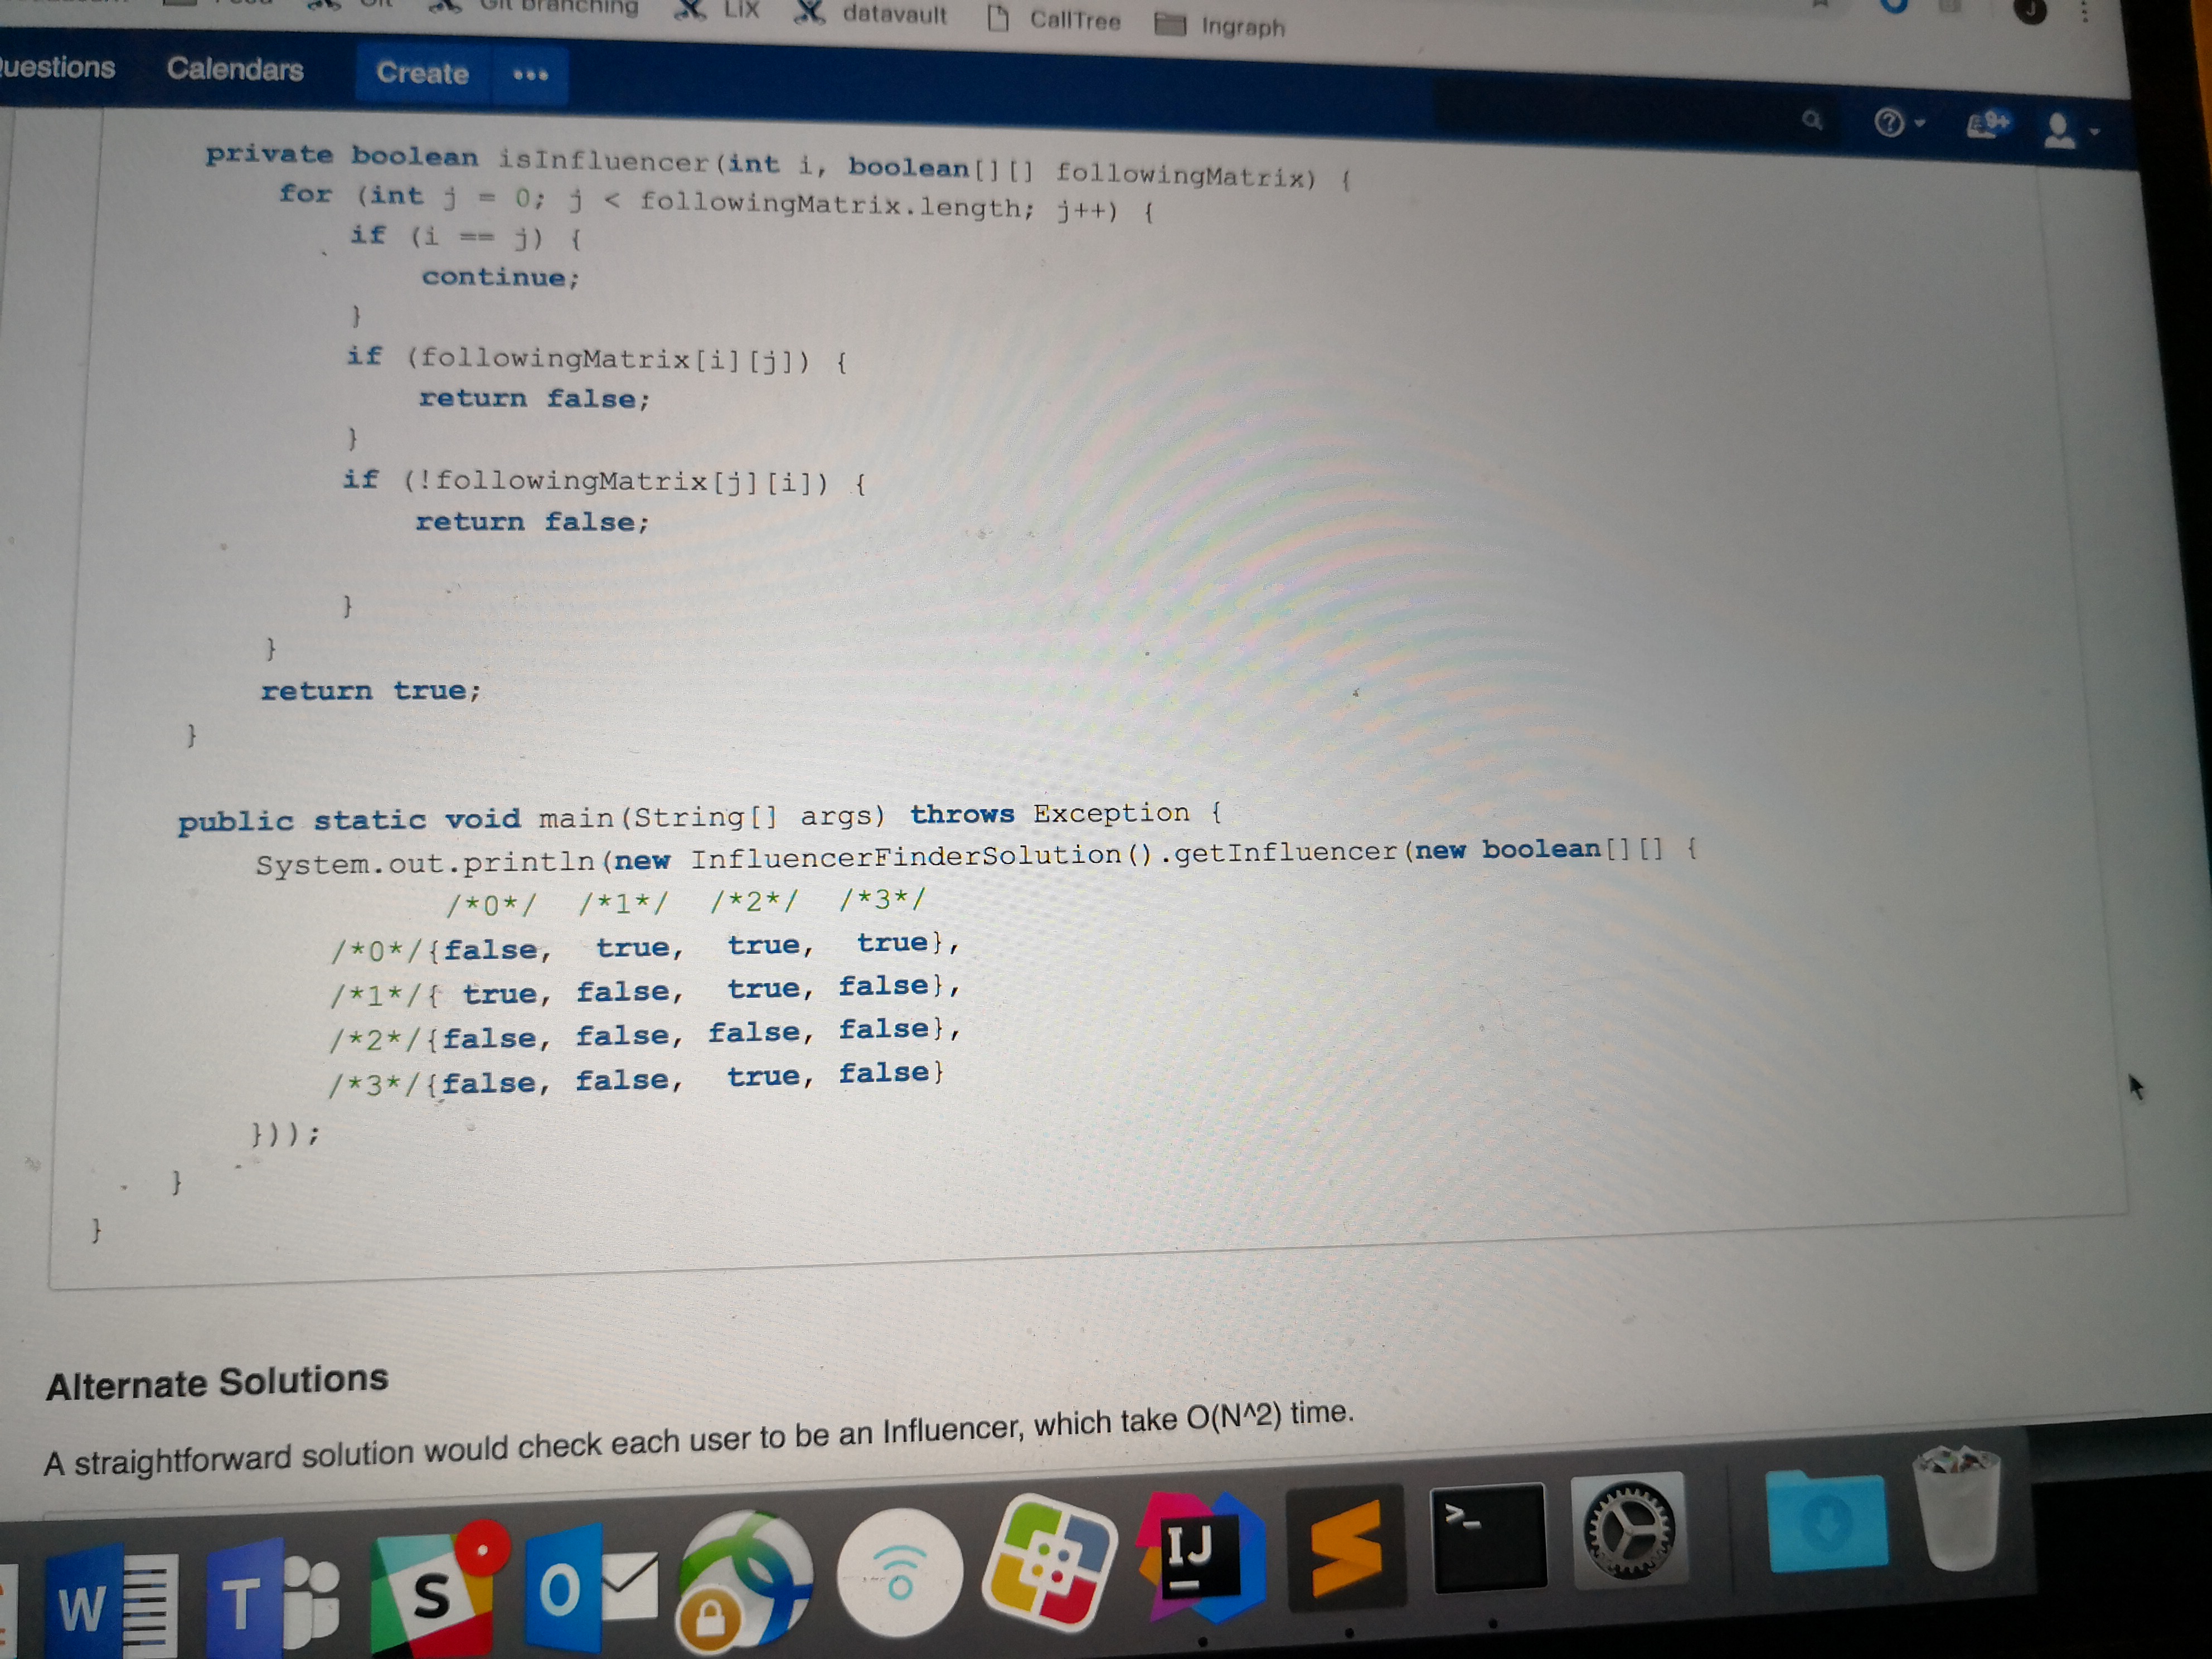 Git branching LIX datavault CallTree Ingraph
Calendars Create •••
9+
private boolean isInfluencer(int i, boolean[][] followingMatrix) {
for (int j = 0; j < followingMatrix.length; j++) {
if (i == j) {
continue;
}
if (followingMatrix[i][j]) {
return false;
}
if (!followingMatrix[j][i]) {
return false;
}
}
return true;
}
public static void main(String[] args) throws Exception {
System.out.println(new InfluencerFinderSolution().getInfluencer(new boolean[][] {
/*0*/ /*1*/ /*2*/ /*3*/
/*0*/{false, true, true, true},
/*1*/{ true, false, true, false},
/*2*/{false, false, false, false},
/*3*/{false, false, true, false}
}));
}
}
Alternate Solutions
A straightforward solution would check each user to be an Influencer, which take O(N^2) time.
W T S O IJ >_